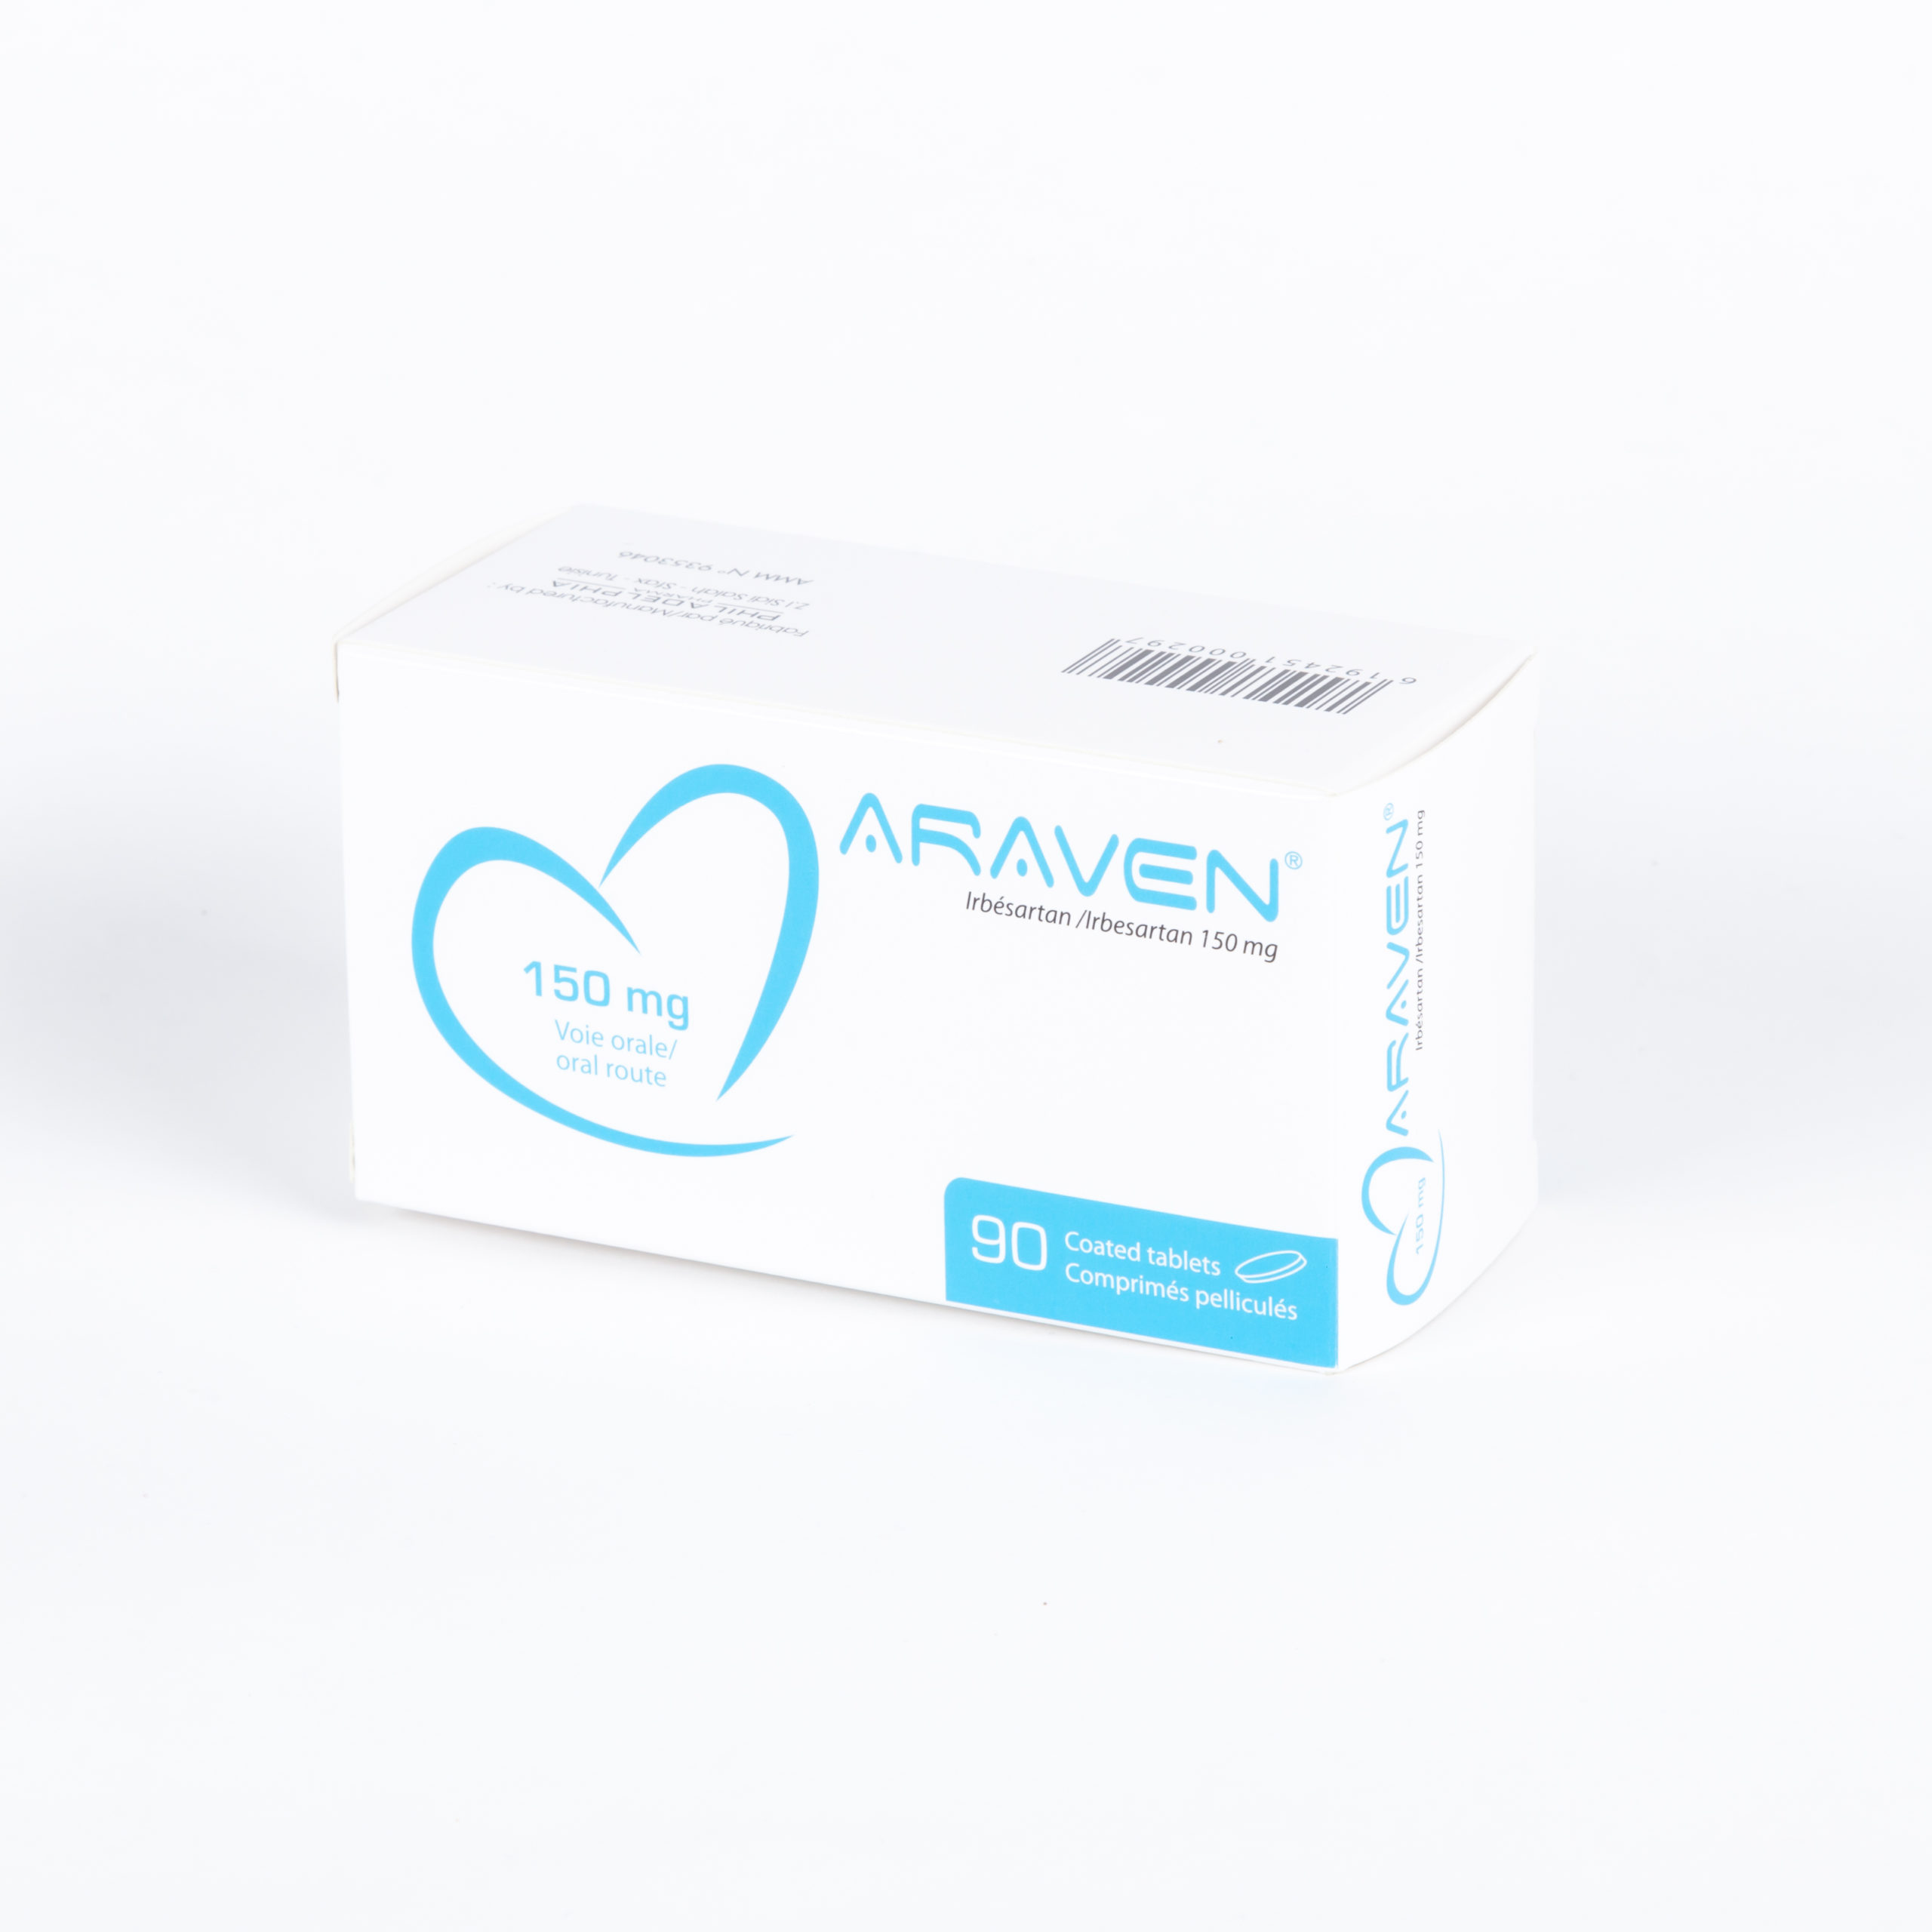 Fabriqué par/Manufactured by :
PHILADELPHIA
PHARMA
Z.I Sidi Salah - Sfax - Tunisie
AMM N° 9353046
6 192451 000297
ARAVEN®
Irbésartan /Irbesartan 150 mg
150 mg
Voie orale/
oral route
90 Coated tablets
Comprimés pelliculés
ARAVEN®
Irbésartan /Irbesartan 150 mg
150 mg